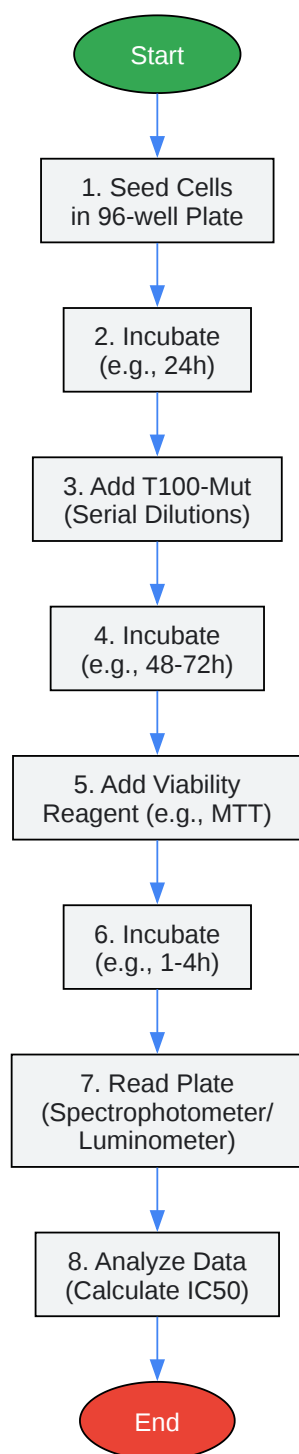 Start
1. Seed Cells
in 96-well Plate
2. Incubate
(e.g., 24h)
3. Add T100-Mut
(Serial Dilutions)
4. Incubate
(e.g., 48-72h)
5. Add Viability
Reagent (e.g., MTT)
6. Incubate
(e.g., 1-4h)
7. Read Plate
(Spectrophotometer/
Luminometer)
8. Analyze Data
(Calculate IC50)
End